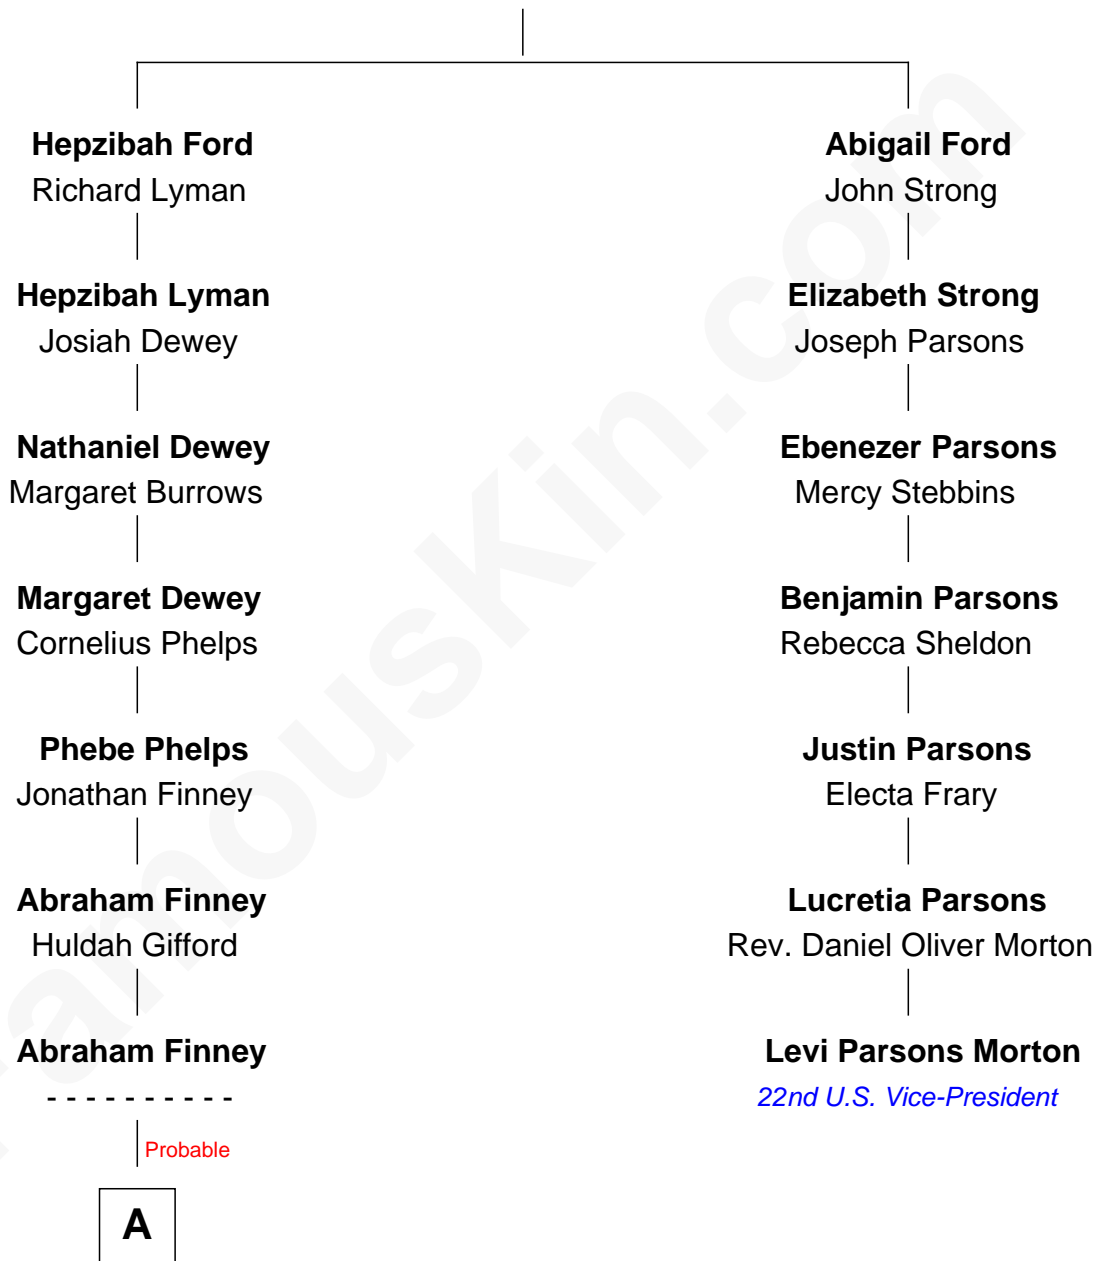 Hepzibah Ford
Richard Lyman
Hepzibah Lyman
Josiah Dewey
Nathaniel Dewey
Margaret Burrows
Margaret Dewey
Cornelius Phelps
Phebe Phelps
Jonathan Finney
Abraham Finney
Huldah Gifford
Abraham Finney
- - - - - - - - - -
Probable
A
Abigail Ford
John Strong
Elizabeth Strong
Joseph Parsons
Ebenezer Parsons
Mercy Stebbins
Benjamin Parsons
Rebecca Sheldon
Justin Parsons
Electa Frary
Lucretia Parsons
Rev. Daniel Oliver Morton
Levi Parsons Morton
22nd U.S. Vice-President
FamousKin.com